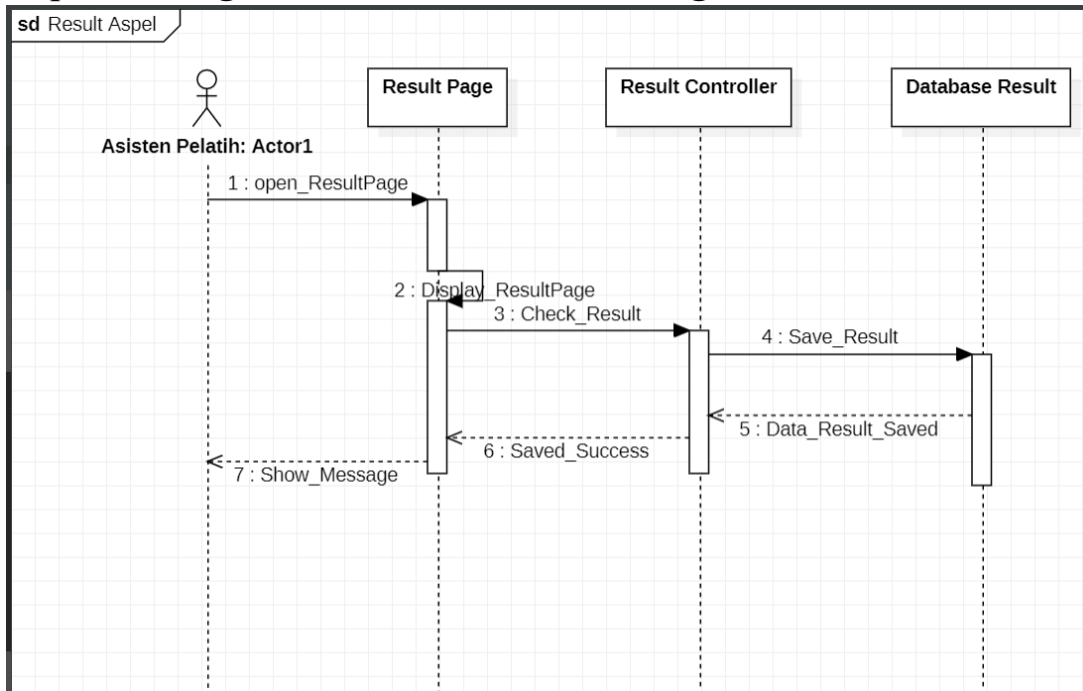 sd Result Aspel
Result Page
Result Controller
Database Result
Asisten Pelatih: Actor1
1 : open_ResultPage
2 : Display_ResultPage
3 : Check_Result
4 : Save_Result
5 : Data_Result_Saved
6 : Saved_Success
7 : Show_Message